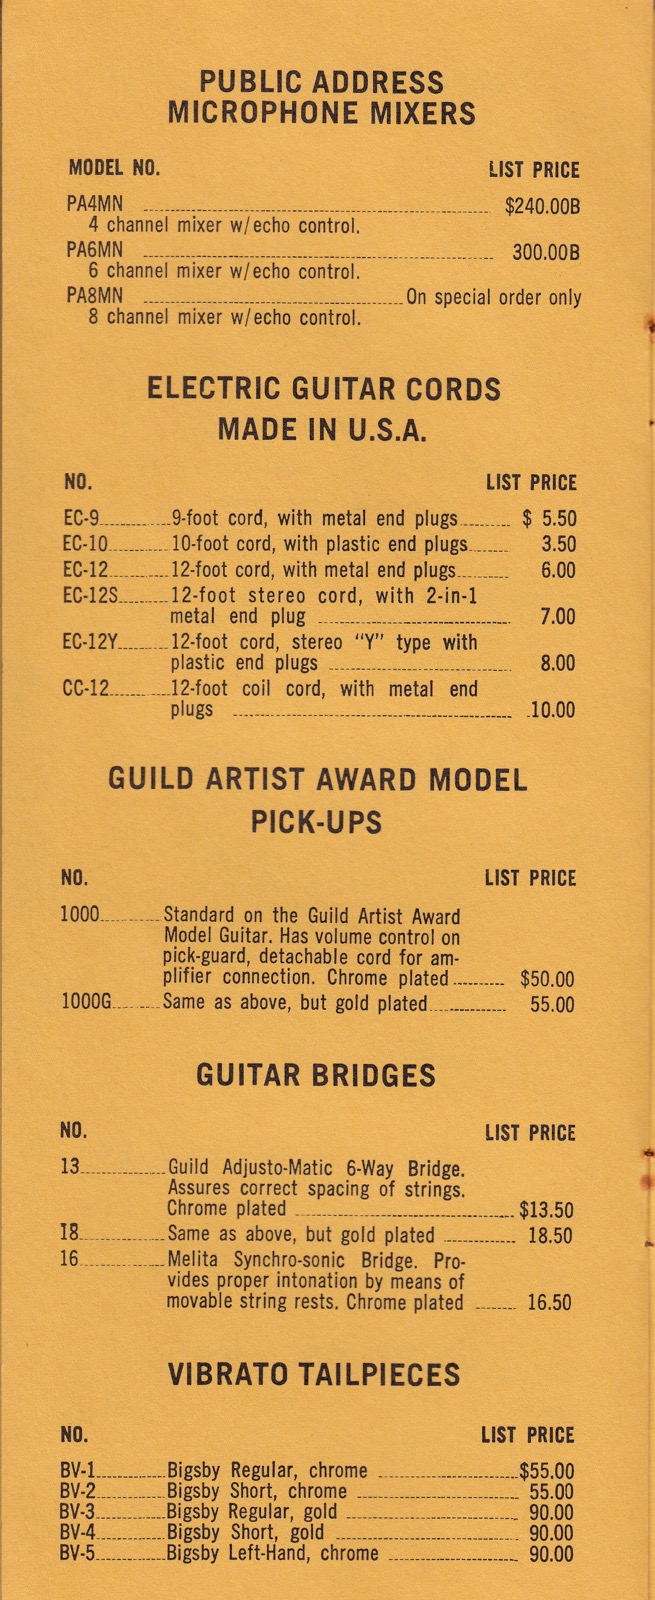 PUBLIC ADDRESS
MICROPHONE MIXERS
MODEL NO. LIST PRICE
PA4MN $240.00B
4 channel mixer w/echo control.
PA6MN 300.00B
6 channel mixer w/echo control.
PA8MN On special order only
8 channel mixer w/echo control.
ELECTRIC GUITAR CORDS
MADE IN U.S.A.
NO. LIST PRICE
EC-9 9-foot cord, with metal end plugs $ 5.50
EC-10 10-foot cord, with plastic end plugs 3.50
EC-12 12-foot cord, with metal end plugs 6.00
EC-12S 12-foot stereo cord, with 2-in-1
metal end plug 7.00
EC-12Y 12-foot cord, stereo “Y” type with
plastic end plugs 8.00
CC-12 12-foot coil cord, with metal end
plugs 10.00
GUILD ARTIST AWARD MODEL
PICK-UPS
NO. LIST PRICE
1000 Standard on the Guild Artist Award
Model Guitar. Has volume control on
pick-guard, detachable cord for am-
plifier connection. Chrome plated $50.00
1000G Same as above, but gold plated 55.00
GUITAR BRIDGES
NO. LIST PRICE
13 Guild Adjusto-Matic 6-Way Bridge.
Assures correct spacing of strings.
Chrome plated $13.50
18 Same as above, but gold plated 18.50
16 Melita Synchro-sonic Bridge. Pro-
vides proper intonation by means of
movable string rests. Chrome plated 16.50
VIBRATO TAILPIECES
NO. LIST PRICE
BV-1 Bigsby Regular, chrome $55.00
BV-2 Bigsby Short, chrome 55.00
BV-3 Bigsby Regular, gold 90.00
BV-4 Bigsby Short, gold 90.00
BV-5 Bigsby Left-Hand, chrome 90.00